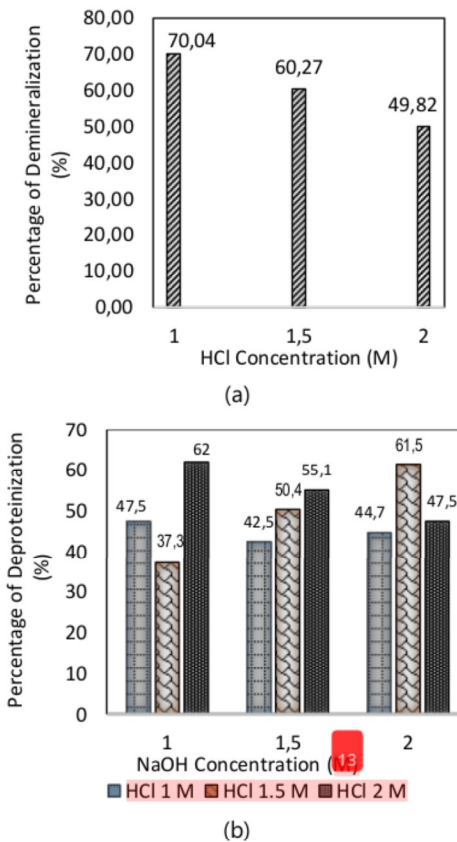 80,00
70,00
60,00
50,00
40,00
30,00
20,00
10,00
0,00
Percentage of Demineralization
(%)
70,04
60,27
49,82
1 1,5 2
HCl Concentration (M)
(a)
70
60
50
40
30
20
10
0
Percentage of Deproteinization
(%)
47,5 37,3 62
42,5 50,4 55,1
44,7 61,5 47,5
1 1,5 2
NaOH Concentration (M)
13
HCl 1 M HCl 1.5 M HCl 2 M
(b)